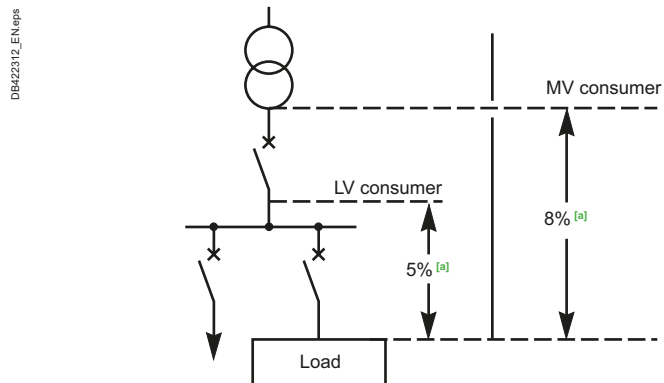 DB422312_EN.eps
MV consumer
LV consumer
8% [a]
5% [a]
Load